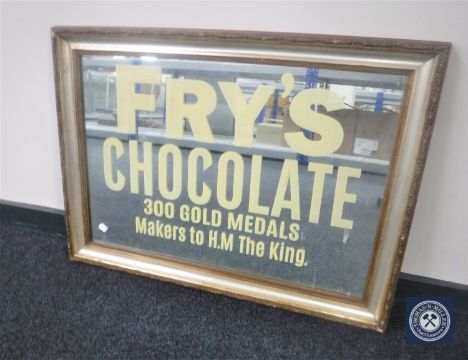 FRY'S
CHOCOLATE
300 GOLD MEDALS
Makers to H.M The King.